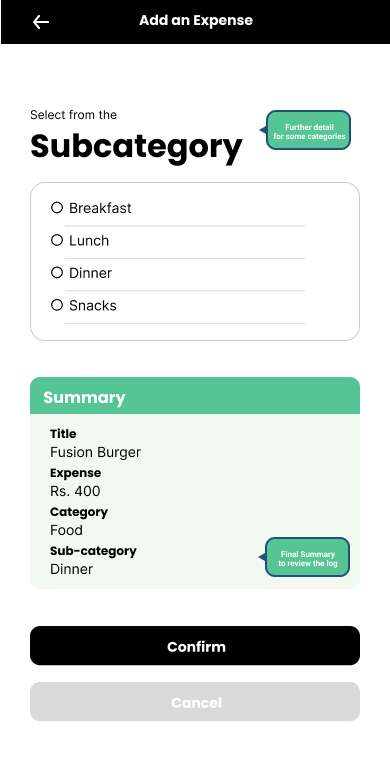 Add an Expense
Select from the
Subcategory
Further detail
for some categories
Breakfast
Lunch
Dinner
Snacks
Summary
Title
Fusion Burger
Expense
Rs. 400
Category
Food
Sub-category
Dinner
Final Summary
to review the log
Confirm
Cancel